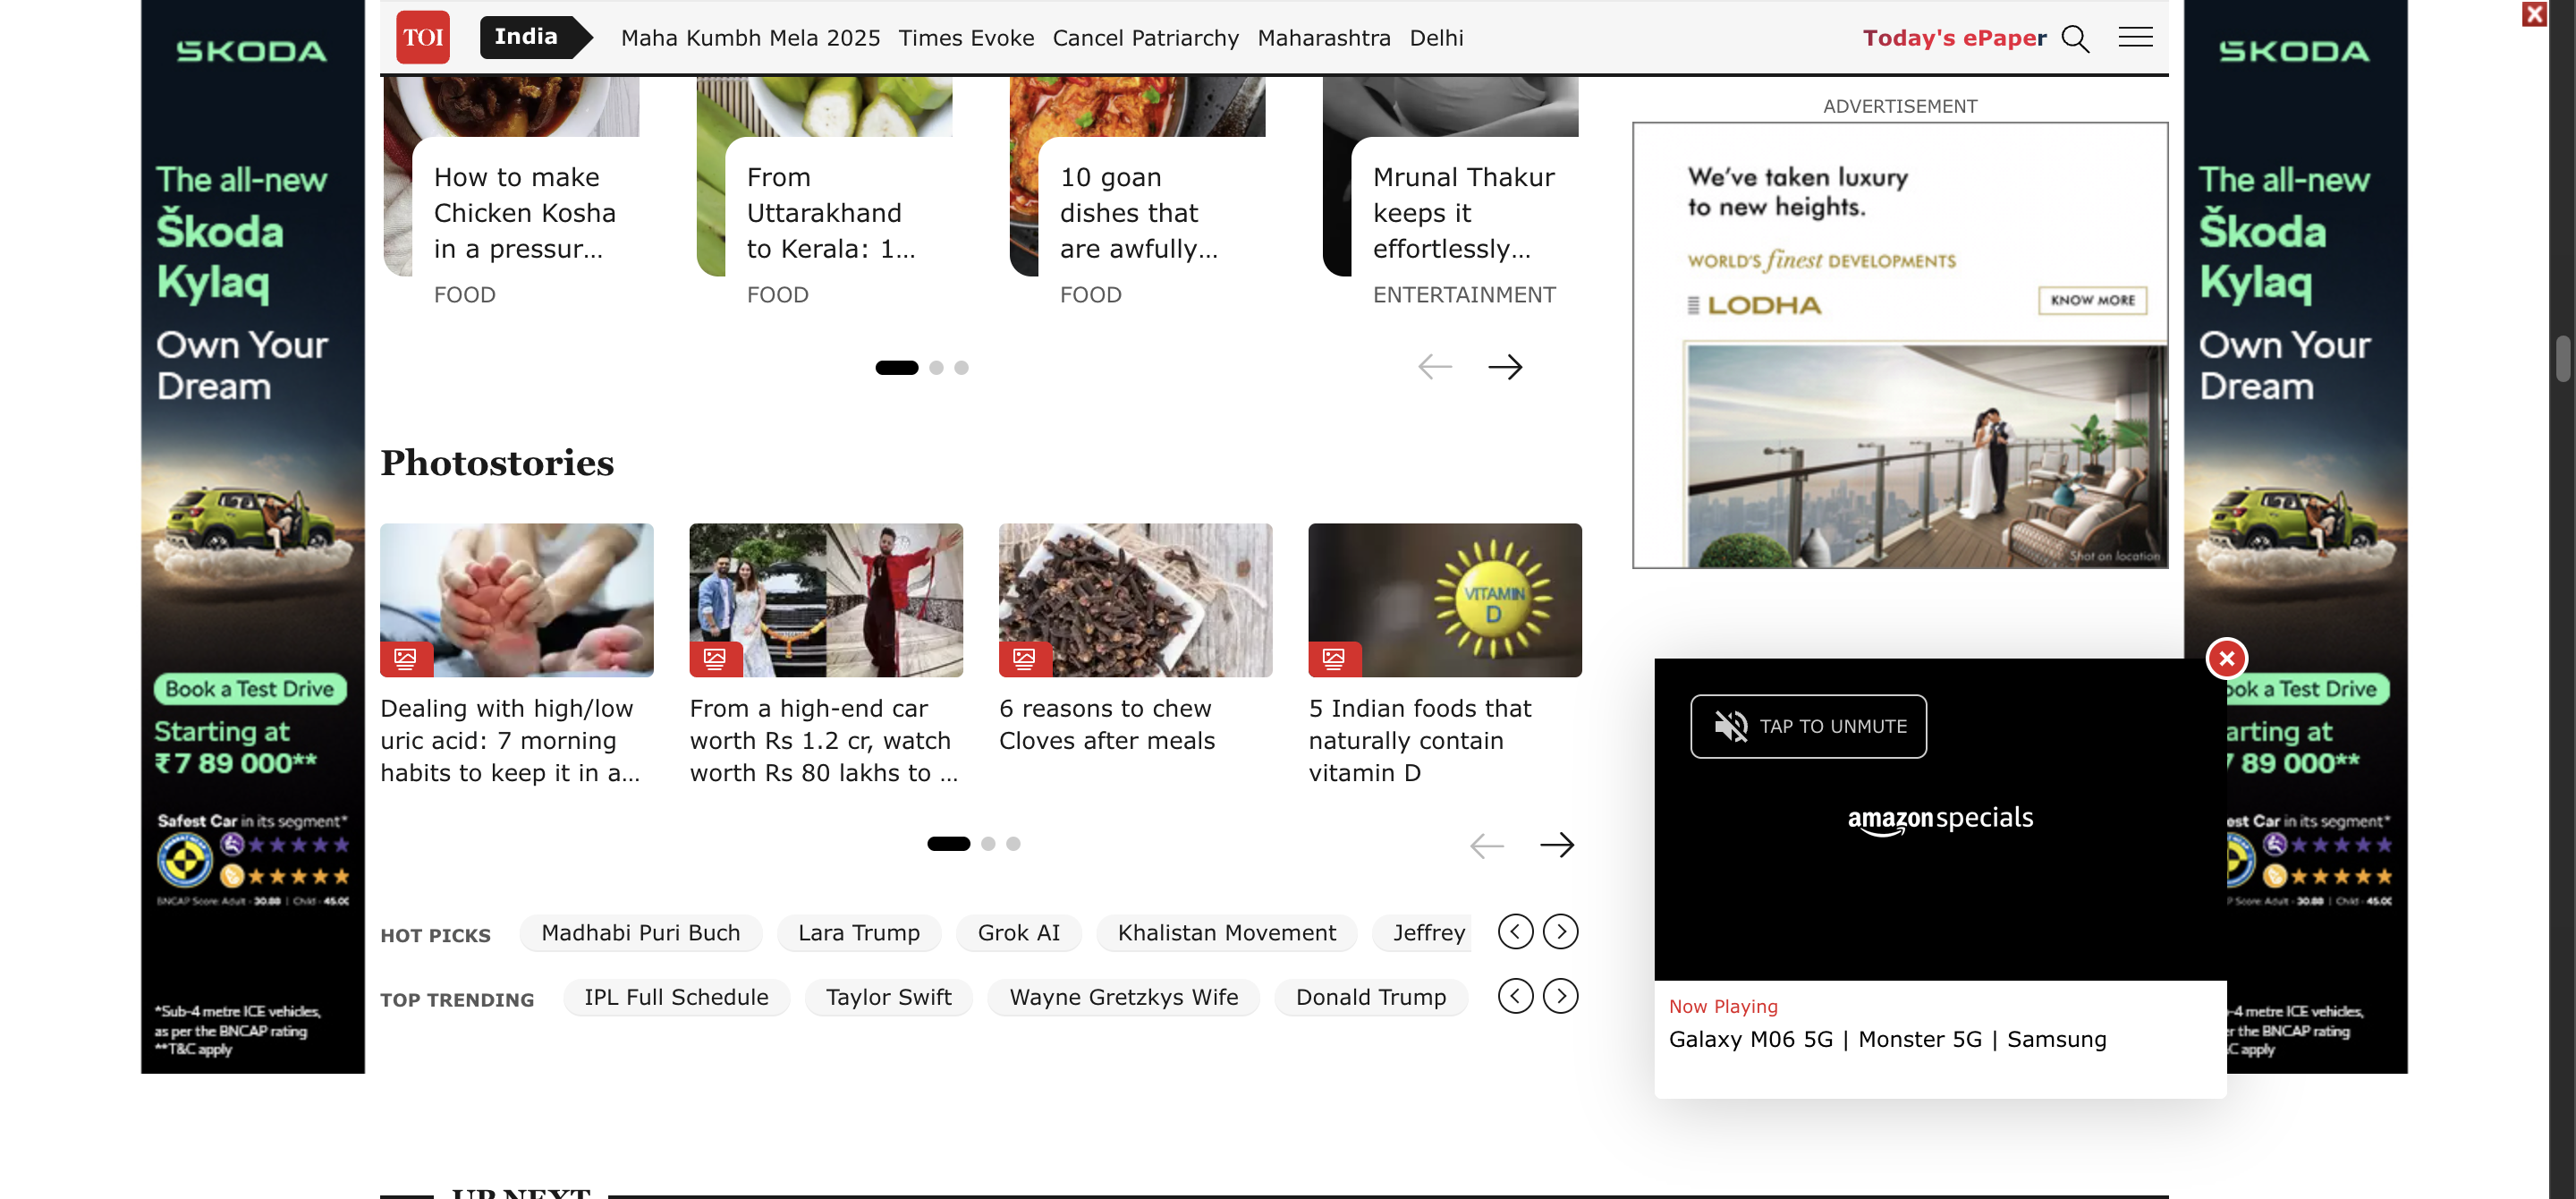 SKODA
The all-new
Škoda
Kylaq
Own Your
Dream
Book a Test Drive
Starting at
₹7 89 000**
Safest Car in its segment*
BNCAP Score: Adult - 30.88 | Child - 45.00
*Sub-4 metre ICE vehicles,
as per the BNCAP rating
**T&C apply
TOI
India
Maha Kumbh Mela 2025
Times Evoke
Cancel Patriarchy
Maharashtra
Delhi
Today's ePaper
How to make
Chicken Kosha
in a pressur...
FOOD
From
Uttarakhand
to Kerala: 1...
FOOD
10 goan
dishes that
are awfully...
FOOD
Mrunal Thakur
keeps it
effortlessly...
ENTERTAINMENT
Photostories
Dealing with high/low
uric acid: 7 morning
habits to keep it in a...
From a high-end car
worth Rs 1.2 cr, watch
worth Rs 80 lakhs to ...
6 reasons to chew
Cloves after meals
VITAMIN
D
5 Indian foods that
naturally contain
vitamin D
HOT PICKS
Madhabi Puri Buch
Lara Trump
Grok AI
Khalistan Movement
Jeffrey
TOP TRENDING
IPL Full Schedule
Taylor Swift
Wayne Gretzkys Wife
Donald Trump
UP NEXT
ADVERTISEMENT
We've taken luxury
to new heights.
WORLD'S finest DEVELOPMENTS
LODHA
KNOW MORE
Shot on location
TAP TO UNMUTE
amazon specials
Now Playing
Galaxy M06 5G | Monster 5G | Samsung
SKODA
The all-new
Škoda
Kylaq
Own Your
Dream
ook a Test Drive
arting at
7 89 000**
est Car in its segment*
Score: Adult - 30.88 | Child - 45.00
-4 metre ICE vehicles,
er the BNCAP rating
C apply